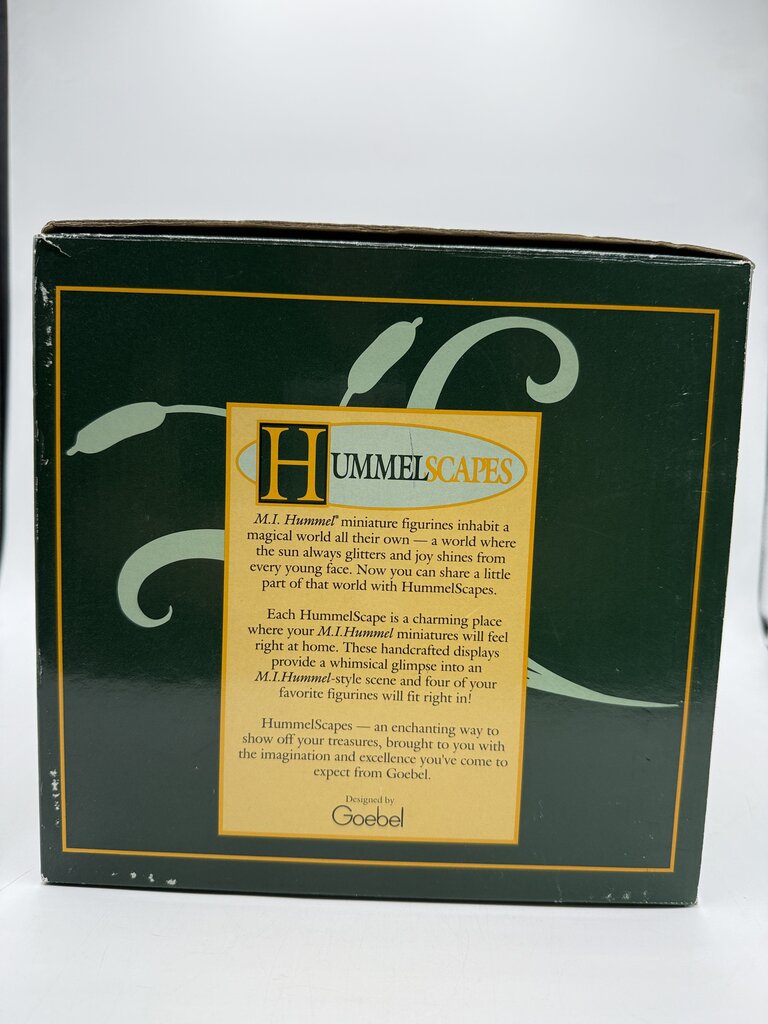 HUMMELSCAPES
M.I. Hummel® miniature figurines inhabit a
magical world all their own — a world where
the sun always glitters and joy shines from
every young face. Now you can share a little
part of that world with HummelScapes.
Each HummelScape is a charming place
where your M.I.Hummel miniatures will feel
right at home. These handcrafted displays
provide a whimsical glimpse into an
M.I.Hummel-style scene and four of your
favorite figurines will fit right in!
HummelScapes — an enchanting way to
show off your treasures, brought to you with
the imagination and excellence you've come to
expect from Goebel.
Designed by
Goebel